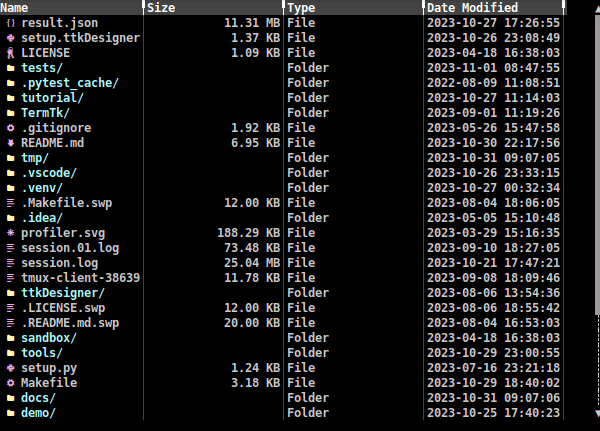 Name Size Type Date Modified
result.json 11.31 MB File 2023-10-27 17:26:55
setup.ttkDesigner 1.37 KB File 2023-10-26 23:08:49
LICENSE 1.09 KB File 2023-04-18 16:38:03
tests/ Folder 2023-11-01 08:47:55
.pytest_cache/ Folder 2022-08-09 11:08:51
tutorial/ Folder 2023-10-27 11:14:03
TermTk/ Folder 2023-09-01 11:19:26
.gitignore 1.92 KB File 2023-05-26 15:47:58
README.md 6.95 KB File 2023-10-30 22:17:56
tmp/ Folder 2023-10-31 09:07:05
.vscode/ Folder 2023-10-26 23:33:15
.venv/ Folder 2023-10-27 00:32:34
.Makefile.swp 12.00 KB File 2023-08-04 18:06:05
.idea/ Folder 2023-05-05 15:10:48
profiler.svg 188.29 KB File 2023-03-29 15:16:35
session.01.log 73.48 KB File 2023-09-10 18:27:05
session.log 25.04 MB File 2023-10-21 17:47:21
tmux-client-38639 11.78 KB File 2023-09-08 18:09:46
ttkDesigner/ Folder 2023-08-06 13:54:36
.LICENSE.swp 12.00 KB File 2023-08-06 18:55:42
.README.md.swp 20.00 KB File 2023-08-04 16:53:03
sandbox/ Folder 2023-04-18 16:38:03
tools/ Folder 2023-10-29 23:00:55
setup.py 1.24 KB File 2023-07-16 23:21:18
Makefile 3.18 KB File 2023-10-29 18:40:02
docs/ Folder 2023-10-31 09:07:06
demo/ Folder 2023-10-25 17:40:23